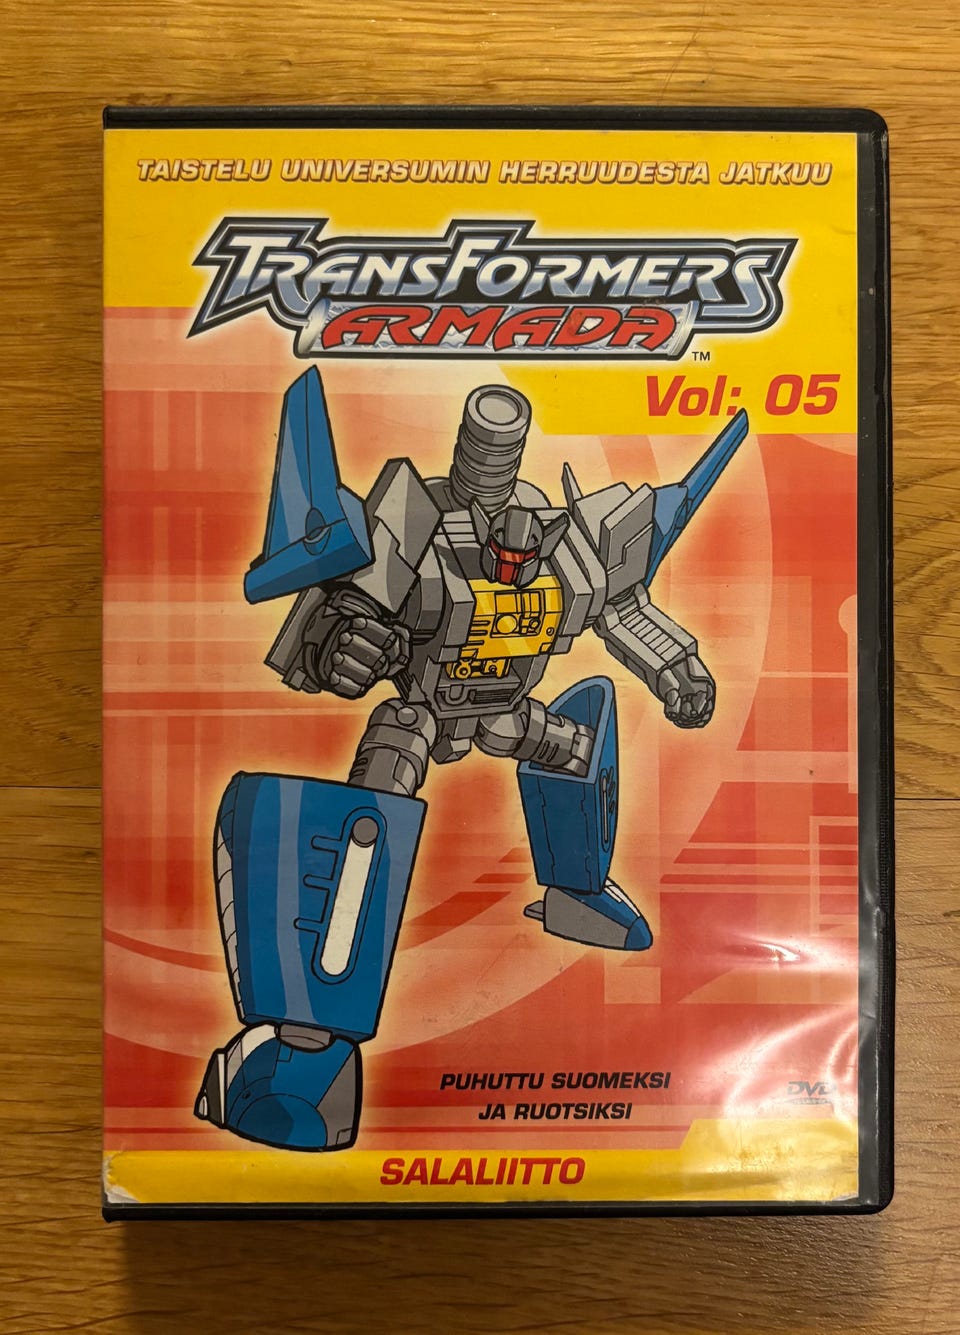 TAISTELU UNIVERSUMIN HERRUUDESTA JATKUU
TRANSFORMERS
ARMADA
TM
Vol: 05
PUHUTTU SUOMEKSI
JA RUOTSIKSI
DVD
SALALIITTO